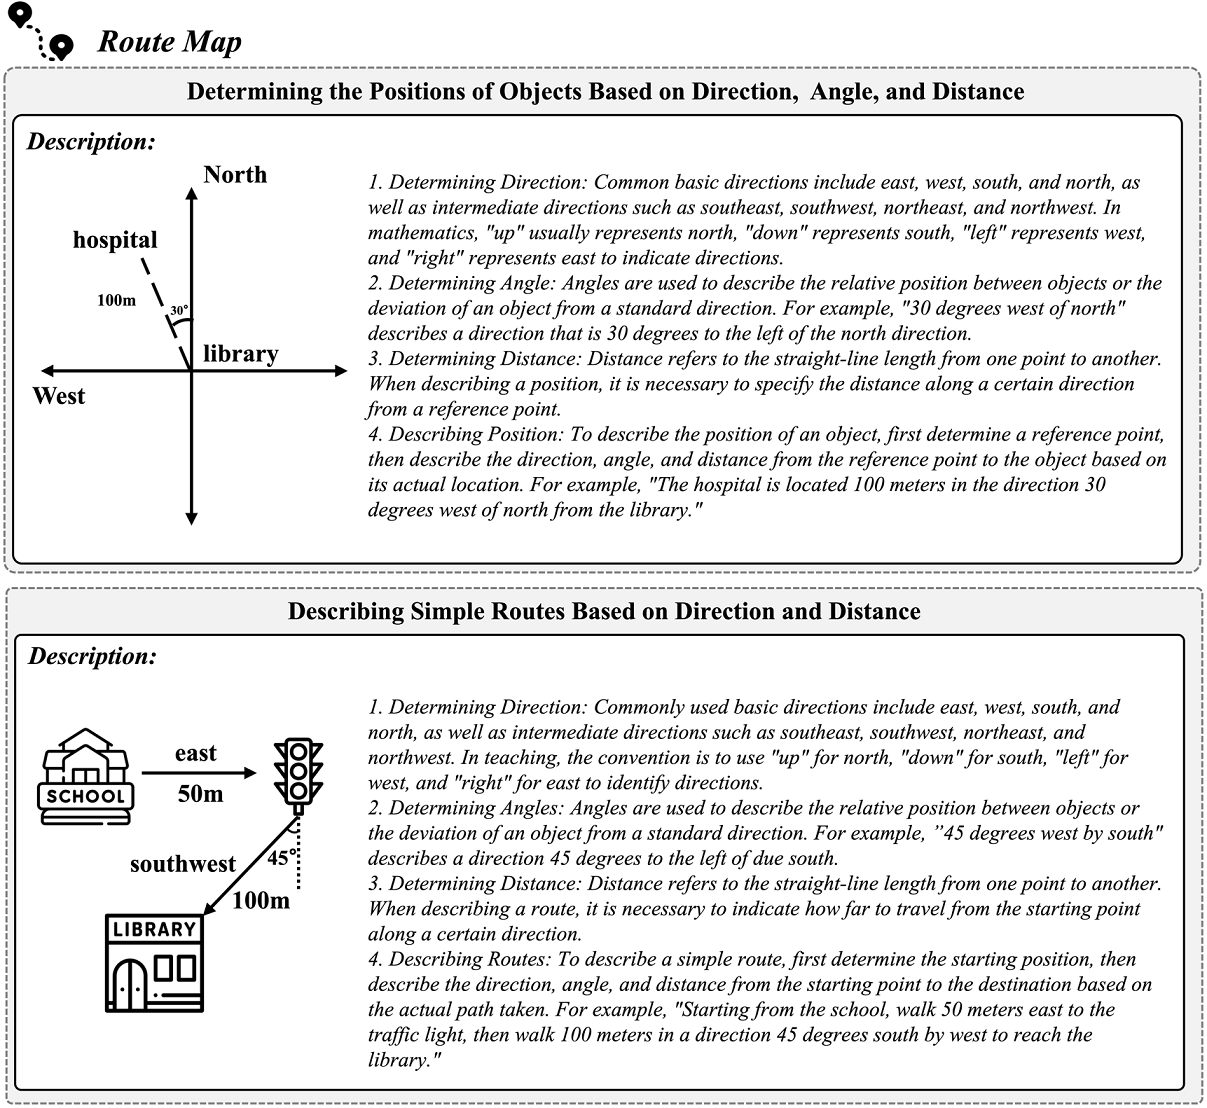 Route Map
Determining the Positions of Objects Based on Direction, Angle, and Distance
Description:
North
hospital
100m
30°
library
West
1. Determining Direction: Common basic directions include east, west, south, and north, as
well as intermediate directions such as southeast, southwest, northeast, and northwest. In
mathematics, "up" usually represents north, "down" represents south, "left" represents west,
and "right" represents east to indicate directions.
2. Determining Angle: Angles are used to describe the relative position between objects or the
deviation of an object from a standard direction. For example, "30 degrees west of north"
describes a direction that is 30 degrees to the left of the north direction.
3. Determining Distance: Distance refers to the straight-line length from one point to another.
When describing a position, it is necessary to specify the distance along a certain direction
from a reference point.
4. Describing Position: To describe the position of an object, first determine a reference point,
then describe the direction, angle, and distance from the reference point to the object based on
its actual location. For example, "The hospital is located 100 meters in the direction 30
degrees west of north from the library."
Describing Simple Routes Based on Direction and Distance
Description:
SCHOOL
east
50m
southwest
45°
100m
LIBRARY
1. Determining Direction: Commonly used basic directions include east, west, south, and
north, as well as intermediate directions such as southeast, southwest, northeast, and
northwest. In teaching, the convention is to use "up" for north, "down" for south, "left" for
west, and "right" for east to identify directions.
2. Determining Angles: Angles are used to describe the relative position between objects or
the deviation of an object from a standard direction. For example, ”45 degrees west by south"
describes a direction 45 degrees to the left of due south.
3. Determining Distance: Distance refers to the straight-line length from one point to another.
When describing a route, it is necessary to indicate how far to travel from the starting point
along a certain direction.
4. Describing Routes: To describe a simple route, first determine the starting position, then
describe the direction, angle, and distance from the starting point to the destination based on
the actual path taken. For example, "Starting from the school, walk 50 meters east to the
traffic light, then walk 100 meters in a direction 45 degrees south by west to reach the
library."